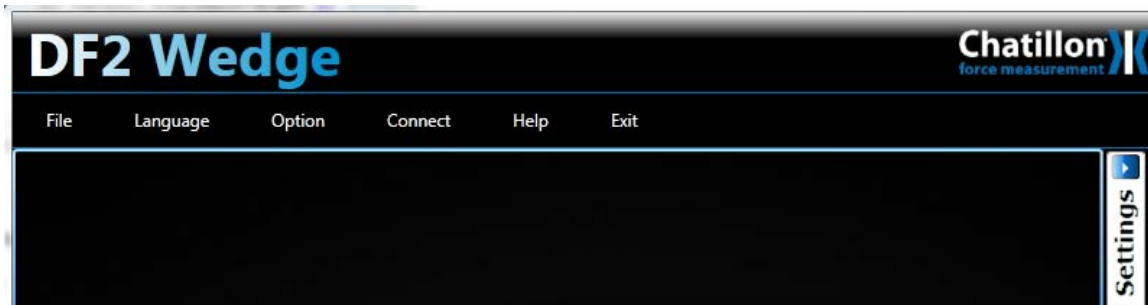 DF2 Wedge
Chatillon
force measurement
File Language Option Connect Help Exit
Settings